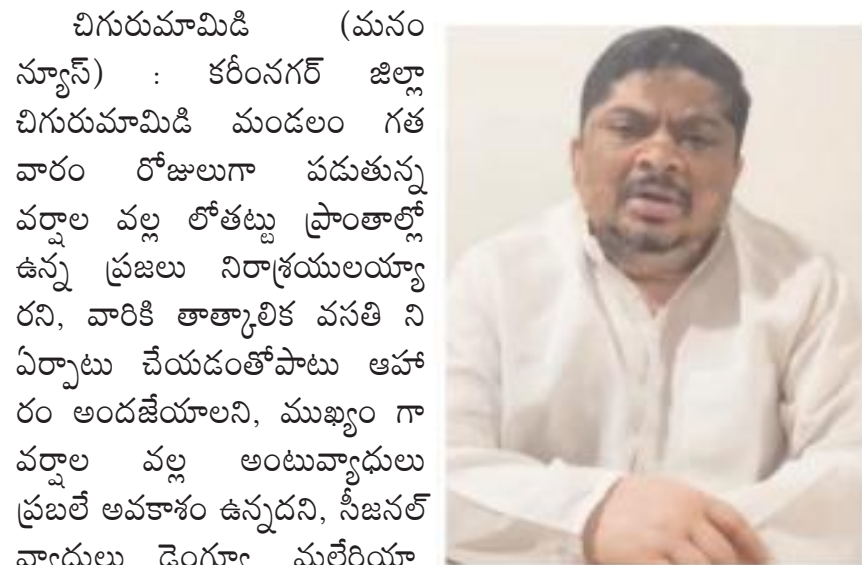 చిగురుమామిడి (మనం
న్యూస్) : కరీంనగర్ జిల్లా
చిగురుమామిడి మండలం గత
వారం రోజులుగా పడుతున్న
వర్షాల వల్ల లోతట్టు ప్రాంతాల్లో
ఉన్న ప్రజలు నిరాశ్రయులయ్యా
రని, వారికి తాత్కాలిక వసతి ని
ఏర్పాటు చేయడంతోపాటు ఆహా
రం అందజేయాలని, ముఖ్యం గా
వర్షాల వల్ల అంటువ్యాధులు
ప్రబలే అవకాశం ఉన్నదని, సీజనల్
వ్యాధులు డెంగ్యూ, మలేరియా,